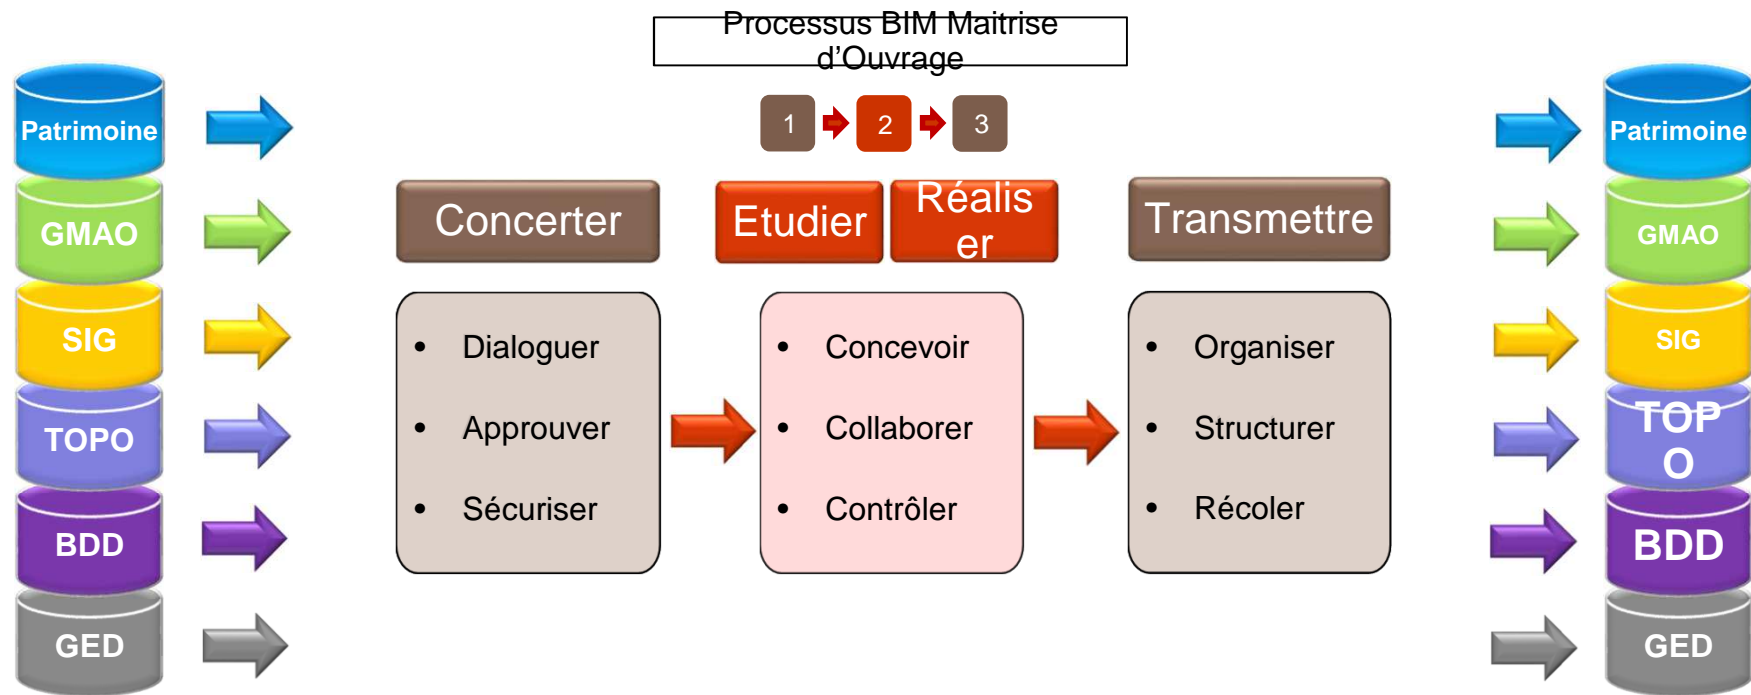 Processus BIM Maitrise
d’Ouvrage
1
2
3
Patrimoine
GMAO
SIG
TOPO
BDD
GED
Concerter
• Dialoguer
• Approuver
• Sécuriser
Etudier
Réalis
er
• Concevoir
• Collaborer
• Contrôler
Transmettre
• Organiser
• Structurer
• Récoler
Patrimoine
GMAO
SIG
TOP
O
BDD
GED